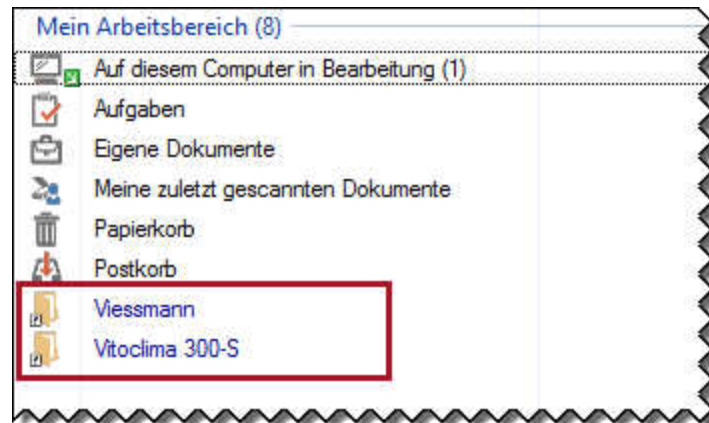 Mein Arbeitsbereich (8)
Auf diesem Computer in Bearbeitung (1)
Aufgaben
Eigene Dokumente
Meine zuletzt gescannten Dokumente
Papierkorb
Postkorb
Viessmann
Vitoclima 300-S